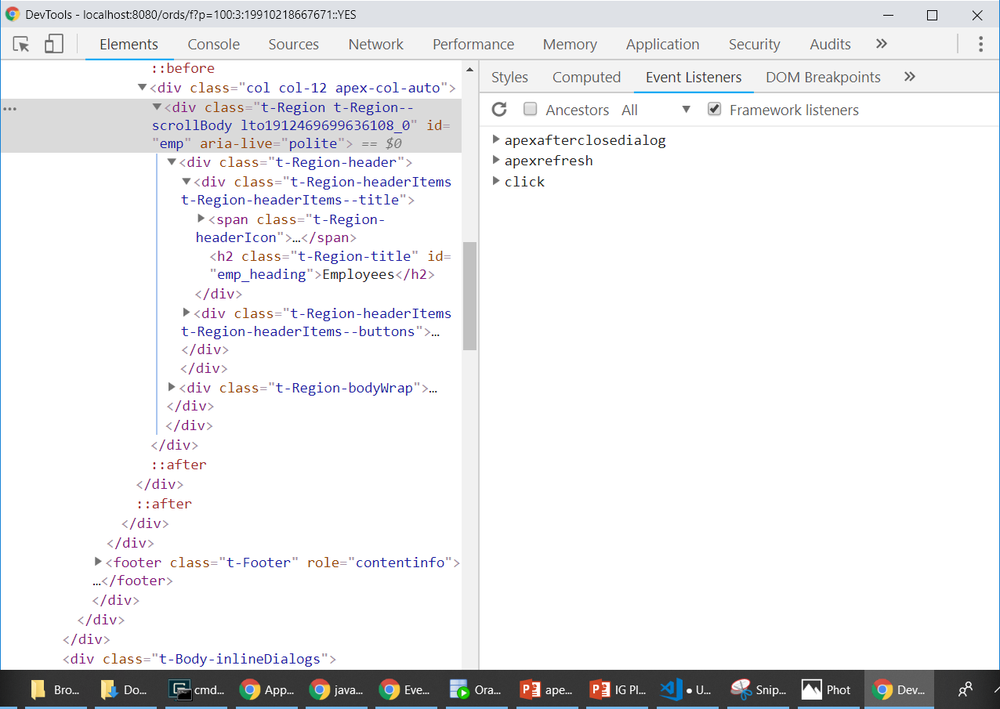 DevTools - localhost:8080/ords/f?p=100:3:19910218667671::YES
Elements Console Sources Network Performance Memory Application Security Audits »
::before
<div class="col col-12 apex-col-auto">
<div class="t-Region t-Region--
scrollBody lto1912469699636108_0" id=
"emp" aria-live="polite"> == $0
<div class="t-Region-header">
<div class="t-Region-headerItems
t-Region-headerItems--title">
<span class="t-Region-
headerIcon">…</span>
<h2 class="t-Region-title" id=
"emp_heading">Employees</h2>
</div>
<div class="t-Region-headerItems
t-Region-headerItems--buttons">…
</div>
</div>
<div class="t-Region-bodyWrap">…
</div>
</div>
</div>
::after
</div>
::after
</div>
</div>
<footer class="t-Footer" role="contentinfo">
…</footer>
</div>
</div>
</div>
<div class="t-Body-inlineDialogs">
Styles Computed Event Listeners DOM Breakpoints »
Ancestors All Framework listeners
apexafterclosedialog
apexrefresh
click
Bro... Do... cmd... App... java... Eve... Ora... ape... IG Pl... ● U... Snip... Phot Dev...